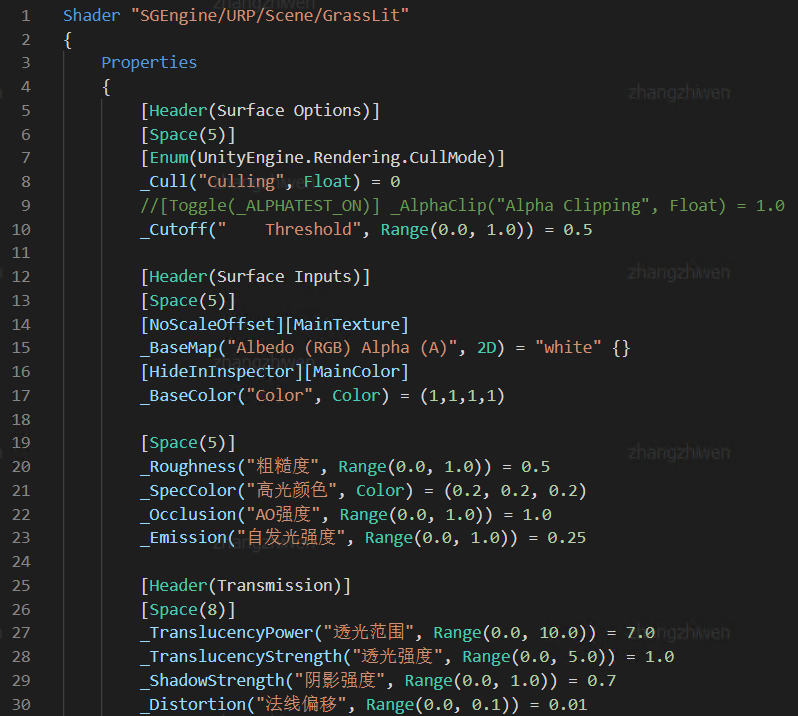 1 Shader "SGEngine/URP/Scene/GrassLit"
2 {
3 Properties
4 {
5 [Header(Surface Options)]
6 [Space(5)]
7 [Enum(UnityEngine.Rendering.CullMode)]
8 _Cull("Culling", Float) = 0
9 //[Toggle(_ALPHATEST_ON)] _AlphaClip("Alpha Clipping", Float) = 1.0
10 _Cutoff("    Threshold", Range(0.0, 1.0)) = 0.5
11
12 [Header(Surface Inputs)]
13 [Space(5)]
14 [NoScaleOffset][MainTexture]
15 _BaseMap("Albedo (RGB) Alpha (A)", 2D) = "white" {}
16 [HideInInspector][MainColor]
17 _BaseColor("Color", Color) = (1,1,1,1)
18
19 [Space(5)]
20 _Roughness("粗糙度", Range(0.0, 1.0)) = 0.5
21 _SpecColor("高光颜色", Color) = (0.2, 0.2, 0.2)
22 _Occlusion("AO强度", Range(0.0, 1.0)) = 1.0
23 _Emission("自发光强度", Range(0.0, 1.0)) = 0.25
24
25 [Header(Transmission)]
26 [Space(8)]
27 _TranslucencyPower("透光范围", Range(0.0, 10.0)) = 7.0
28 _TranslucencyStrength("透光强度", Range(0.0, 5.0)) = 1.0
29 _ShadowStrength("阴影强度", Range(0.0, 1.0)) = 0.7
30 _Distortion("法线偏移", Range(0.0, 0.1)) = 0.01
zhangzhiwen
zhangzhiwen
zhangzhiwen
zhangzhiwen
zhangzhiwen
zhangzhiwen
zhangzhiwen
zhangzhiwen